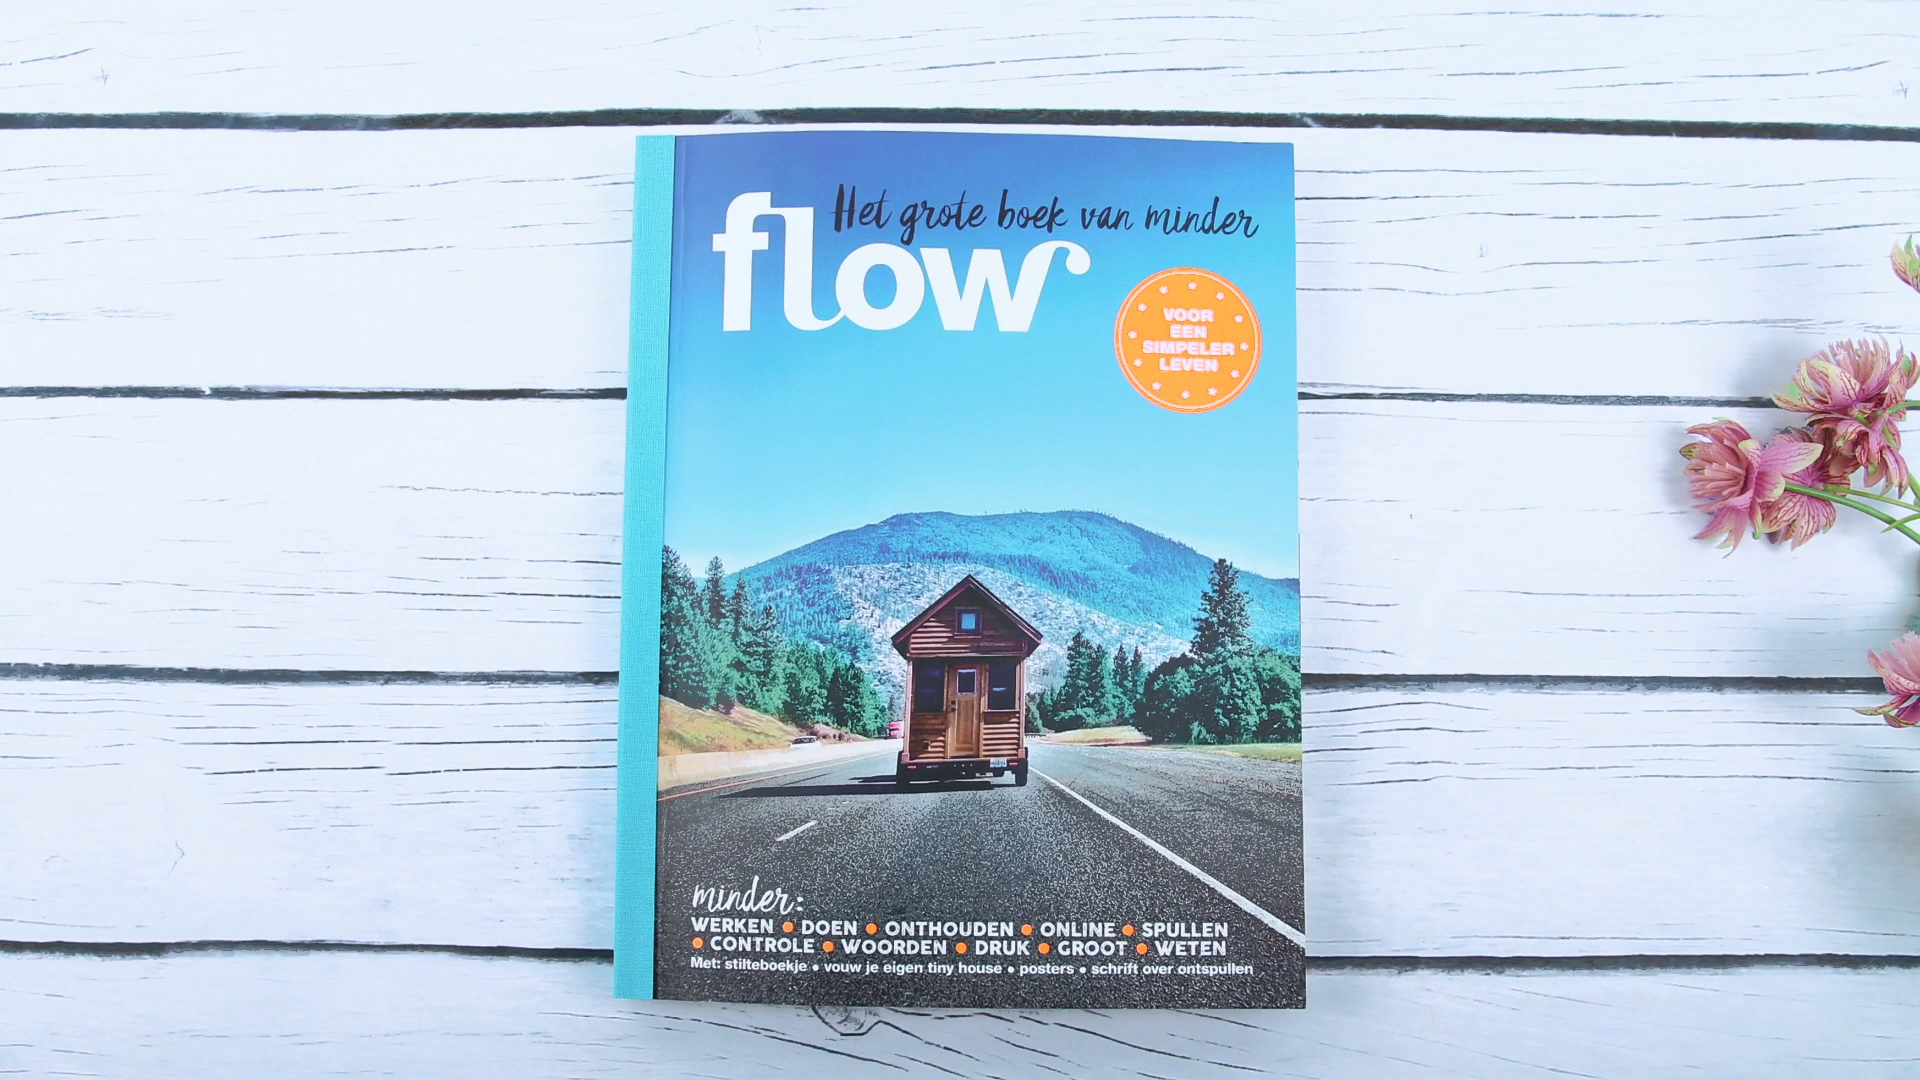 Het grote boek van minder
flow
VOOR
EEN
SIMPELER
LEVEN
minder:
WERKEN • DOEN • ONTHOUDEN • ONLINE • SPULLEN
• CONTROLE • WOORDEN • DRUK • GROOT • WETEN
Met: stilteboekje • vouw je eigen tiny house • posters • schrift over ontspullen